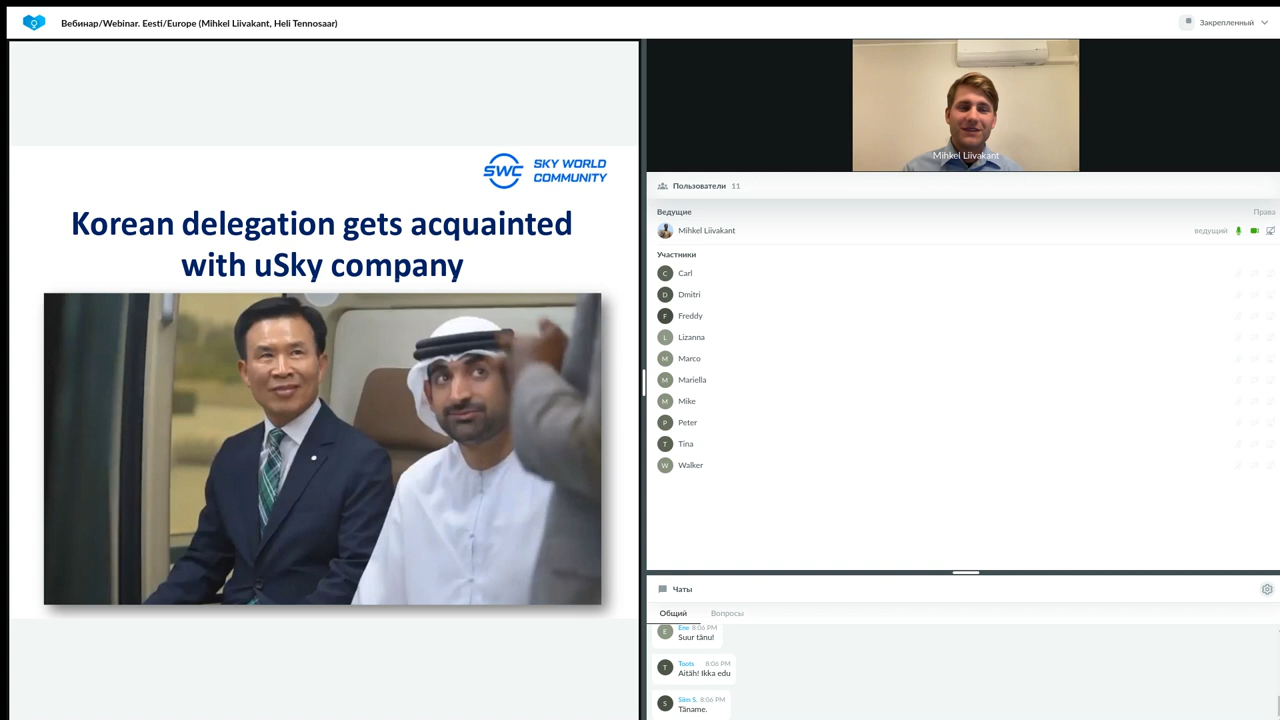 Вебинар/Webinar. Eesti/Europe (Mihkel Liivakant, Heli Tennosaar)
Закрепленный
SWC SKY WORLD
COMMUNITY
Korean delegation gets acquainted
with uSky company
Mihkel Liivakant
Пользователи 11
Ведущие Права
Mihkel Liivakant ведущий
Участники
C Carl
D Dmitri
F Freddy
L Lizanna
M Marco
M Mariella
M Mike
P Peter
T Tina
W Walker
Чаты
Общий Вопросы
E Ene 8:06 PM
Suur tänu!
T Toots 8:06 PM
Aitäh! Ikka edu
S Siim S. 8:06 PM
Täname.